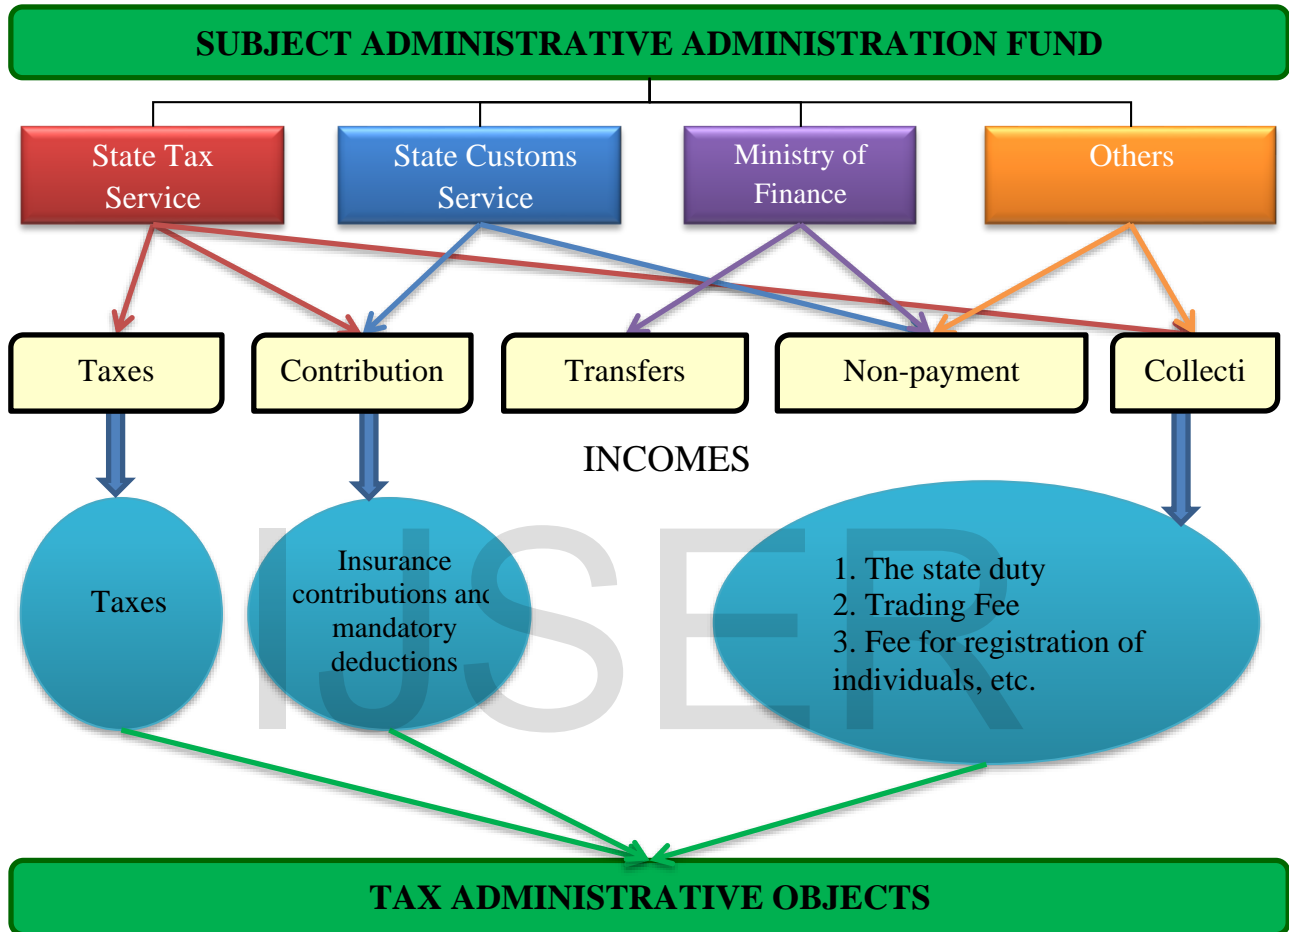 SUBJECT ADMINISTRATIVE ADMINISTRATION FUND
State Tax
Service
State Customs
Service
Ministry of
Finance
Others
Taxes
Contribution
Transfers
Non-payment
Collecti
INCOMES
Taxes
Insurance
contributions and
mandatory
deductions
1. The state duty
2. Trading Fee
3. Fee for registration of
individuals, etc.
IJSER
TAX ADMINISTRATIVE OBJECTS